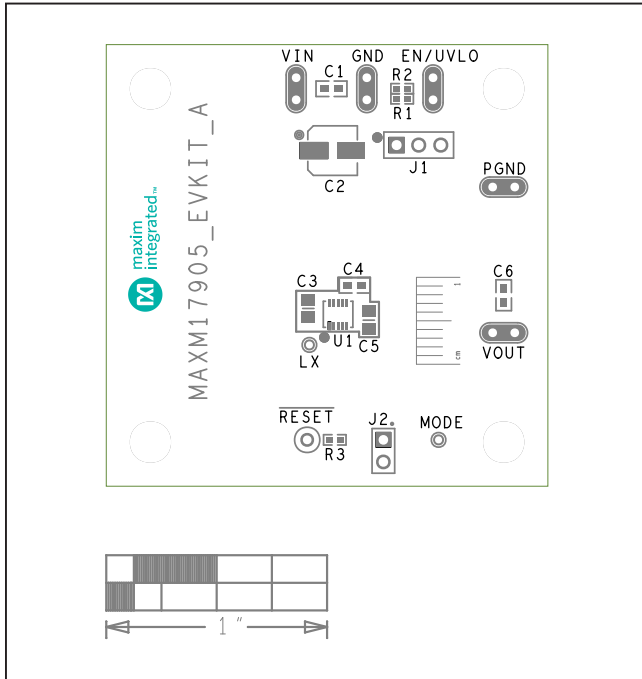 VIN
GND
EN/UVLO
C1
R2
R1
C2
J1
PGND
maxim
integrated™
MAXM17905_EVKIT_A
C3
C4
U1
C5
LX
1
cm
C6
VOUT
RESET
R3
J2
MODE
1 "